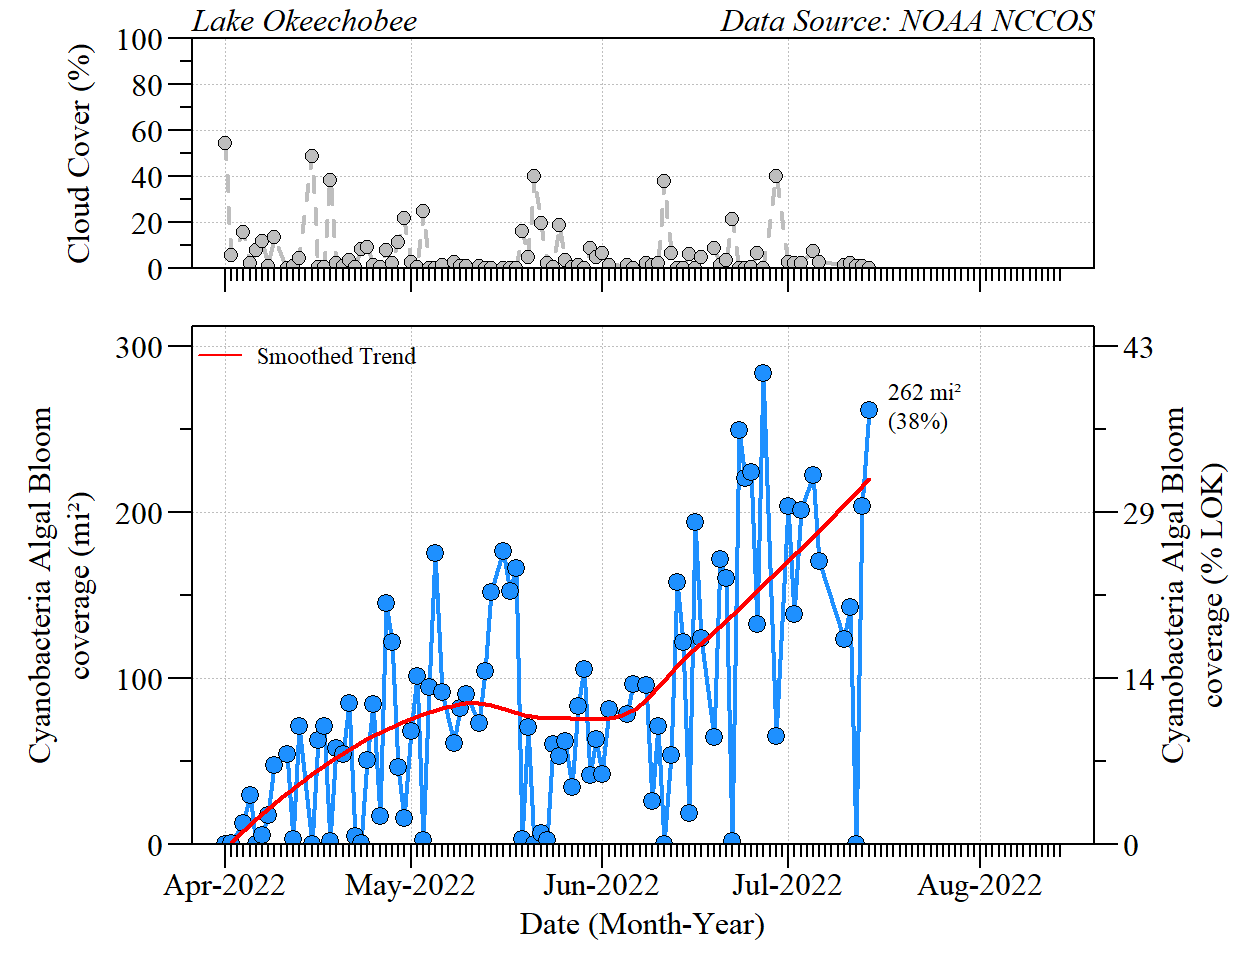 Lake Okeechobee
Data Source: NOAA NCCOS
Cloud Cover (%)
100
80
60
40
20
0
Smoothed Trend
262 mi²
(38%)
Cyanobacteria Algal Bloom
coverage (mi²)
300
200
100
0
43
29
14
0
Cyanobacteria Algal Bloom
coverage (% LOK)
Apr-2022
May-2022
Jun-2022
Jul-2022
Aug-2022
Date (Month-Year)